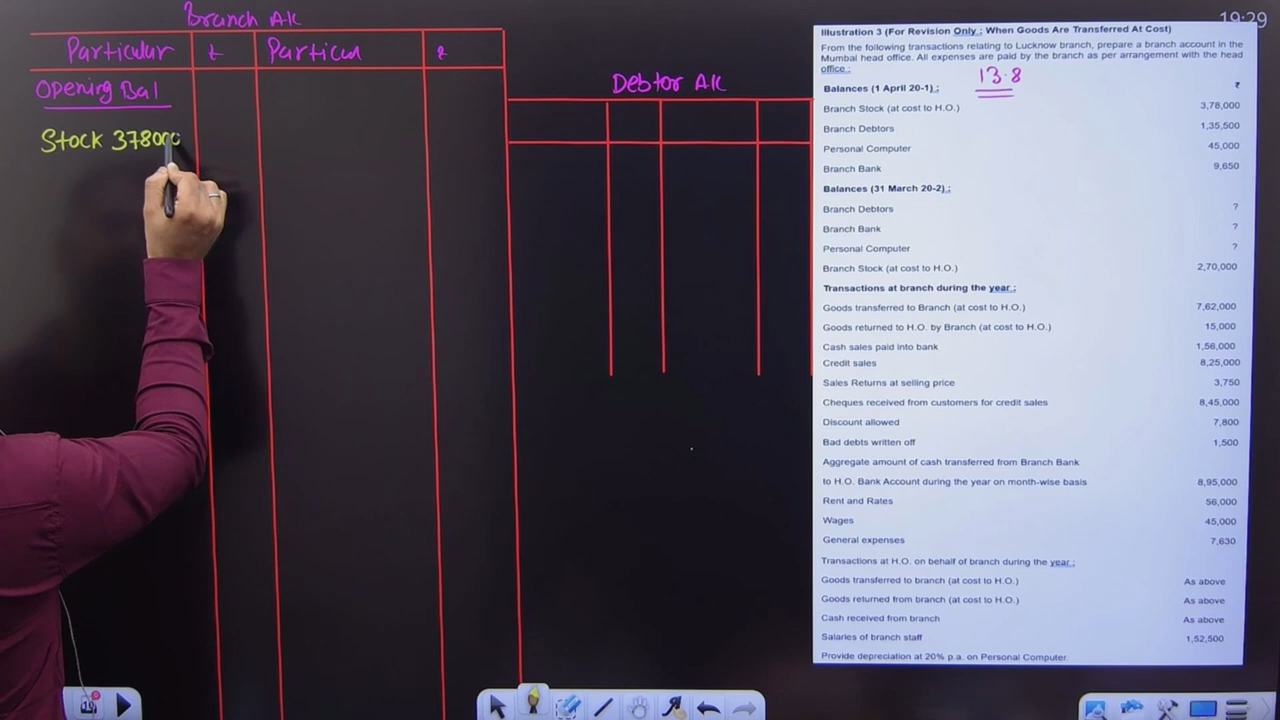 Branch A/c
Particular ₹ Particu ₹
Opening Bal
Stock 378000
Debtor A/c
19:29
Illustration 3 (For Revision Only : When Goods Are Transferred At Cost)
From the following transactions relating to Lucknow branch, prepare a branch account in the
Mumbai head office. All expenses are paid by the branch as per arrangement with the head
office :
13.8
Balances (1 April 20-1) : ₹
Branch Stock (at cost to H.O.) 3,78,000
Branch Debtors 1,35,500
Personal Computer 45,000
Branch Bank 9,650
Balances (31 March 20-2) :
Branch Debtors ?
Branch Bank ?
Personal Computer ?
Branch Stock (at cost to H.O.) 2,70,000
Transactions at branch during the year :
Goods transferred to Branch (at cost to H.O.) 7,62,000
Goods returned to H.O. by Branch (at cost to H.O.) 15,000
Cash sales paid into bank 1,56,000
Credit sales 8,25,000
Sales Returns at selling price 3,750
Cheques received from customers for credit sales 8,45,000
Discount allowed 7,800
Bad debts written off 1,500
Aggregate amount of cash transferred from Branch Bank
to H.O. Bank Account during the year on month-wise basis 8,95,000
Rent and Rates 56,000
Wages 45,000
General expenses 7,630
Transactions at H.O. on behalf of branch during the year :
Goods transferred to branch (at cost to H.O.) As above
Goods returned from branch (at cost to H.O.) As above
Cash received from branch As above
Salaries of branch staff 1,52,500
Provide depreciation at 20% p.a. on Personal Computer.